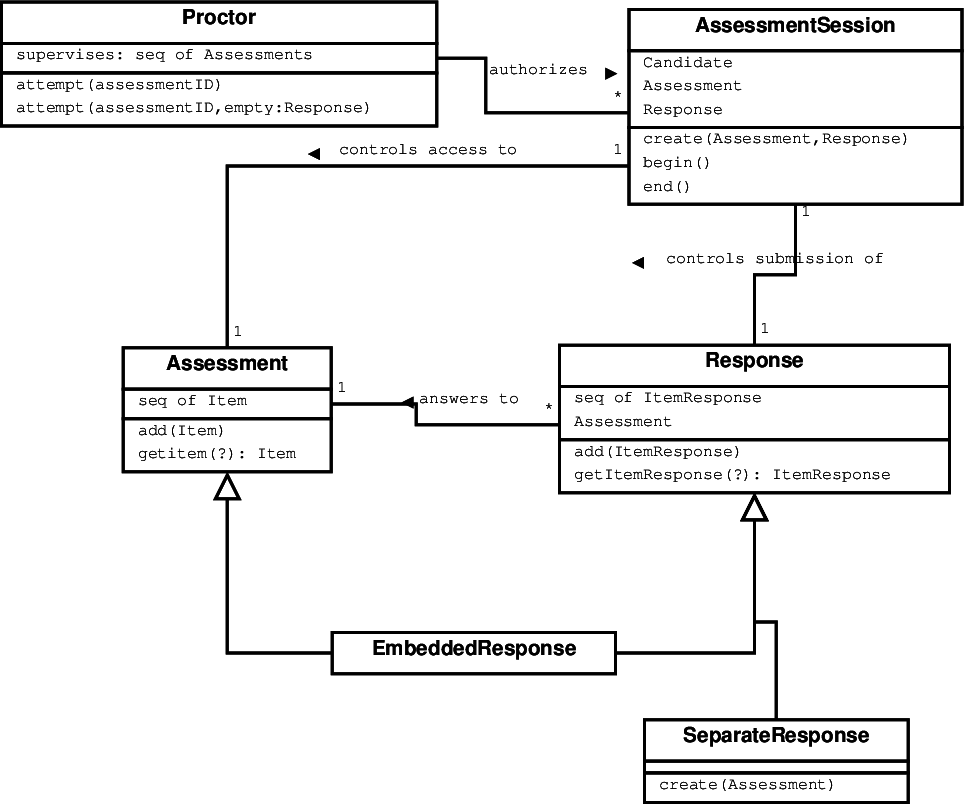 Proctor
supervises: seq of Assessments
attempt(assessmentID)
attempt(assessmentID,empty:Response)
authorizes
*
AssessmentSession
Candidate
Assessment
Response
create(Assessment,Response)
begin()
end()
controls access to
1
1
controls submission of
1
1
Assessment
seq of Item
add(Item)
getitem(?): Item
1
answers to
*
Response
seq of ItemResponse
Assessment
add(ItemResponse)
getItemResponse(?): ItemResponse
EmbeddedResponse
SeparateResponse
create(Assessment)